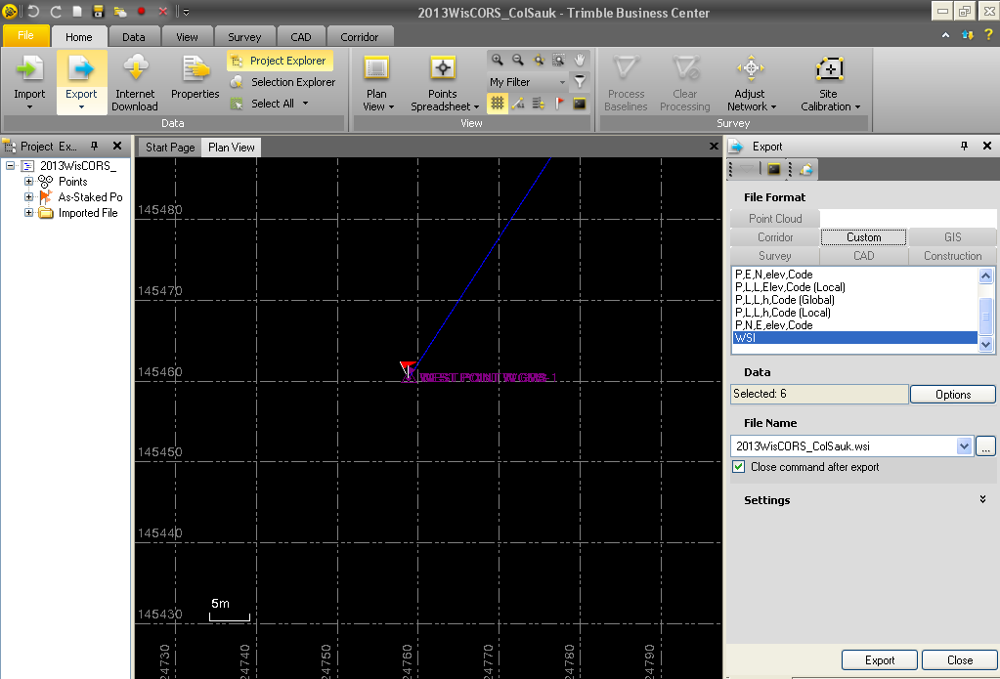 2013WisCORS_ColSauk - Trimble Business Center
File Home Data View Survey CAD Corridor
Import Export Internet Download Properties
Project Explorer
Selection Explorer
Select All
Data
Plan View Points Spreadsheet
My Filter
View
Process Baselines Clear Processing Adjust Network Site Calibration
Survey
Project Ex...
2013WisCORS_
Points
As-Staked Po
Imported File
Start Page Plan View
145480
145470
145460
145450
145440
145430
5m
24730 24740 24750 24760 24770 24780 24790
Export
File Format
Point Cloud
Corridor Custom GIS
Survey CAD Construction
P,E,N,elev,Code
P,L,L,Elev,Code (Local)
P,L,L,h,Code (Global)
P,L,L,h,Code (Local)
P,N,E,elev,Code
WSI
Data
Selected: 6 Options
File Name
2013WisCORS_ColSauk.wsi ...
Close command after export
Settings
Export Close